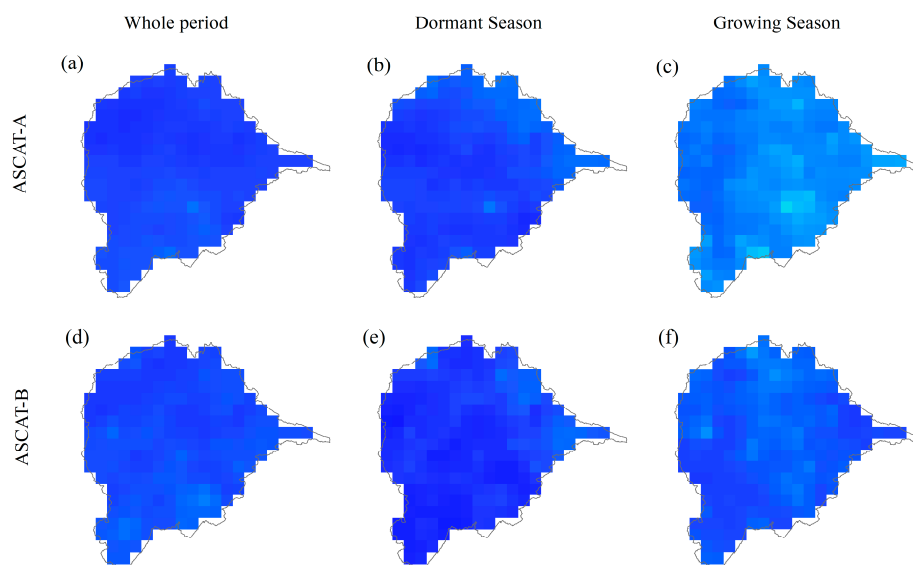 Whole period
Dormant Season
Growing Season
(a)
(b)
(c)
ASCAT-A
(d)
(e)
(f)
ASCAT-B